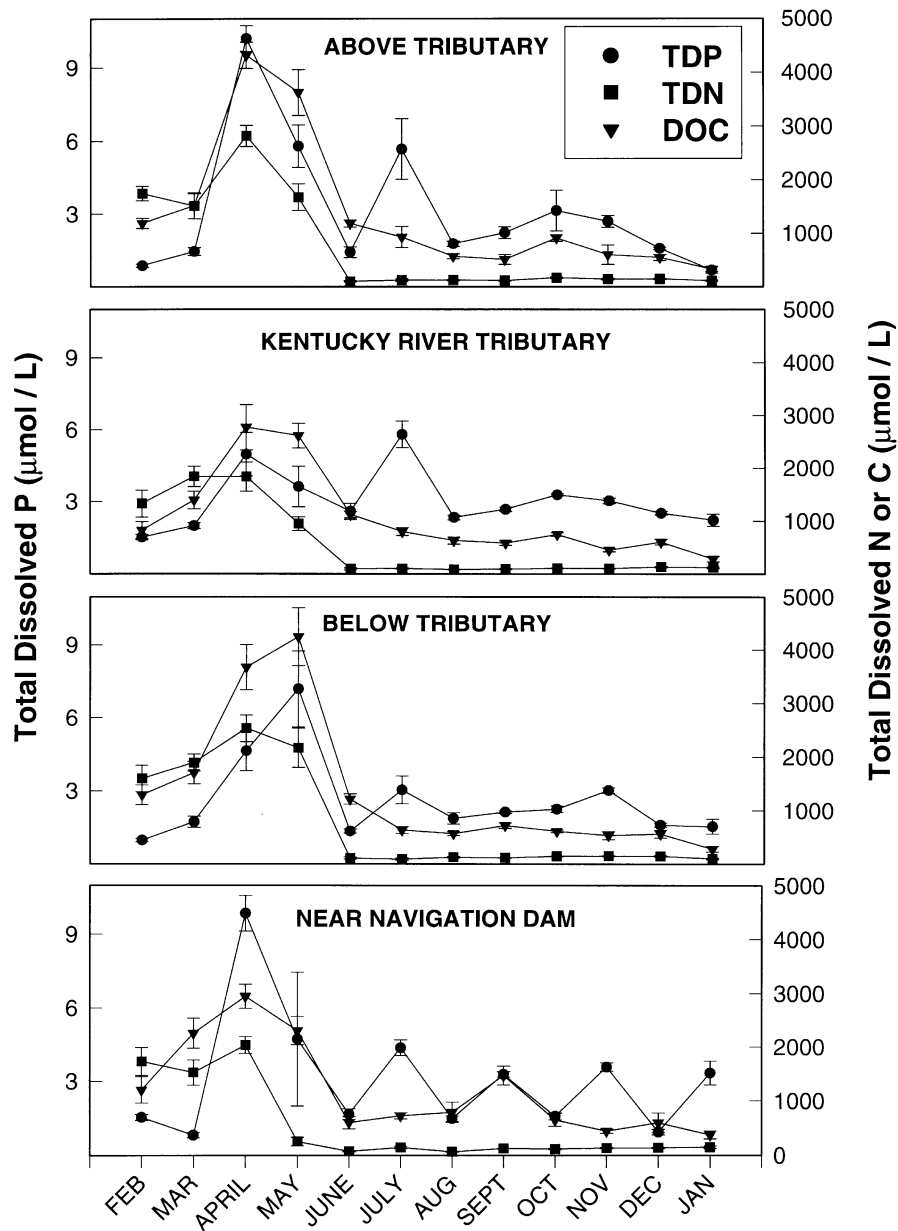 ABOVE TRIBUTARY
TDP
TDN
DOC
9
6
3
5000
4000
3000
2000
1000
KENTUCKY RIVER TRIBUTARY
9
6
3
5000
4000
3000
2000
1000
BELOW TRIBUTARY
9
6
3
5000
4000
3000
2000
1000
NEAR NAVIGATION DAM
9
6
3
5000
4000
3000
2000
1000
0
Total Dissolved P (μmol / L)
Total Dissolved N or C (μmol / L)
FEB
MAR
APRIL
MAY
JUNE
JULY
AUG
SEPT
OCT
NOV
DEC
JAN